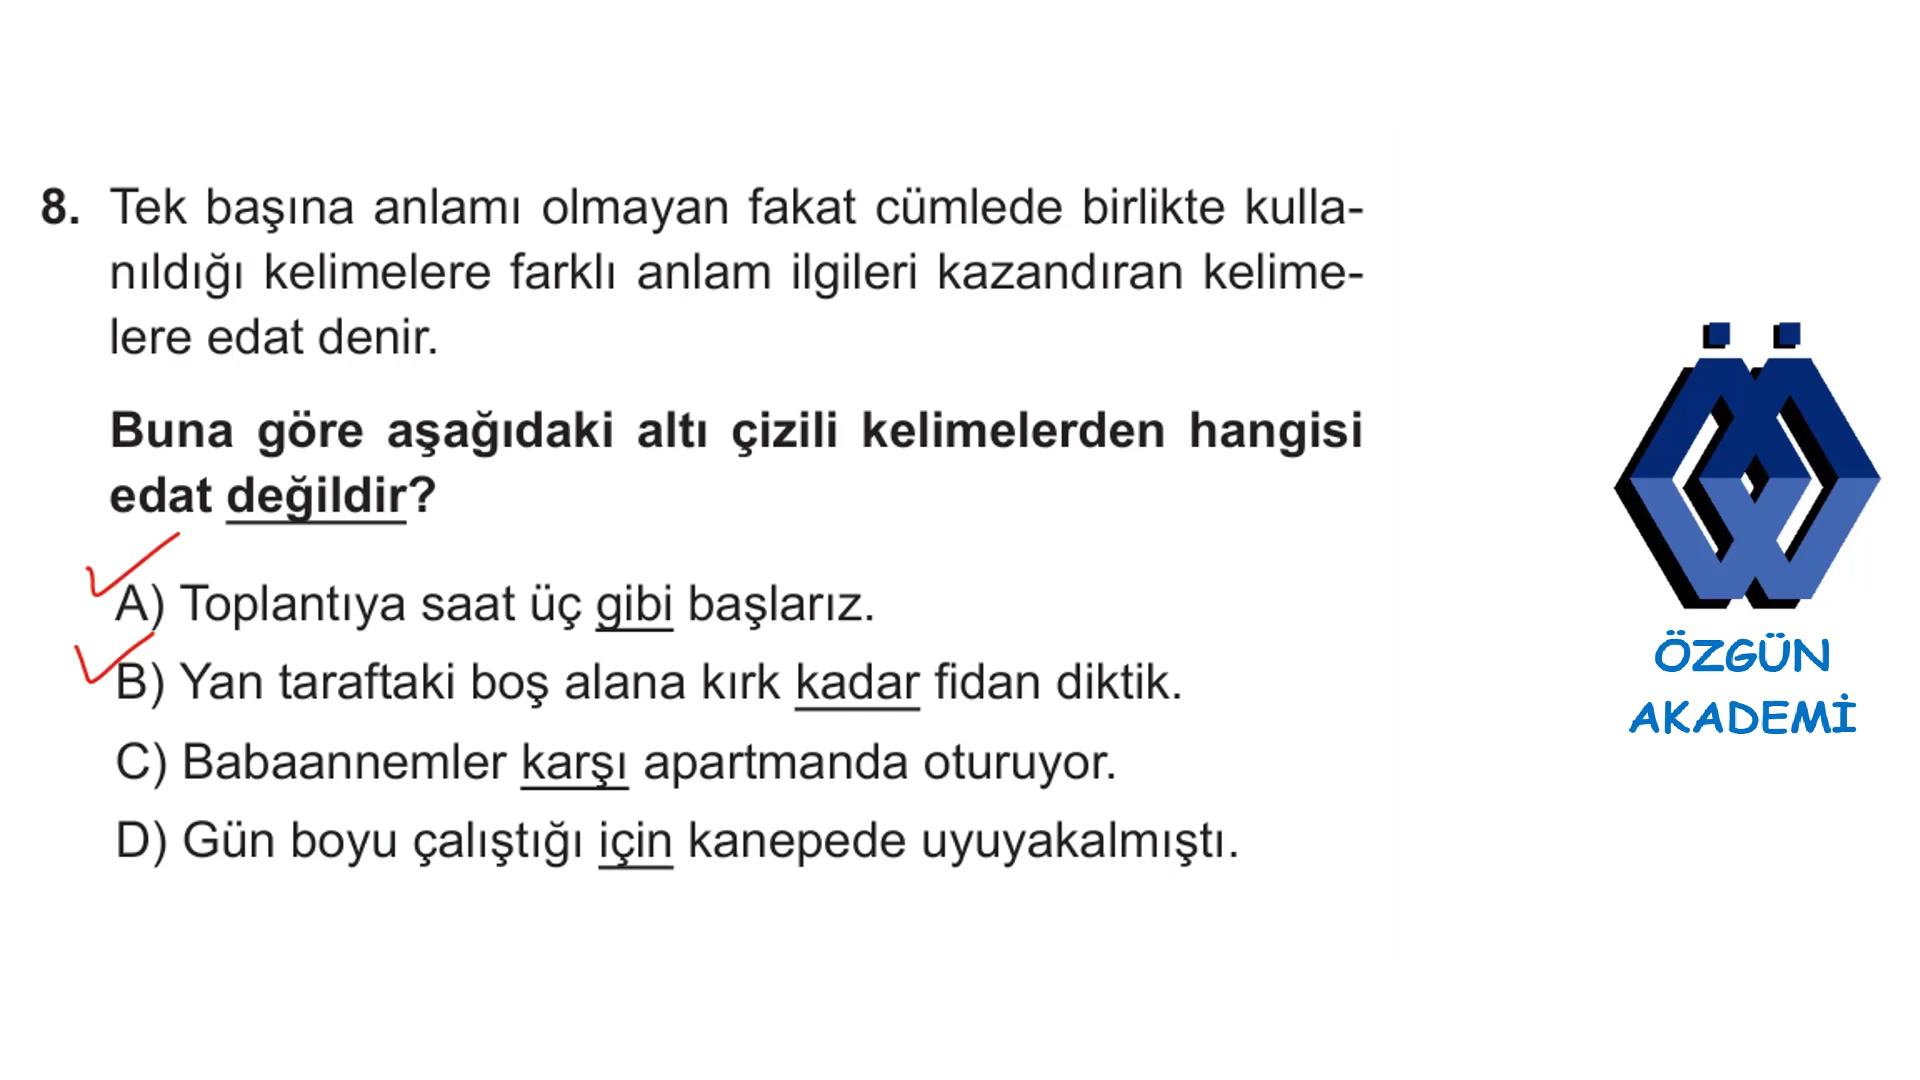 8. Tek başına anlamı olmayan fakat cümlede birlikte kulla-
nıldığı kelimelere farklı anlam ilgileri kazandıran kelime-
lere edat denir.
Buna göre aşağıdaki altı çizili kelimelerden hangisi
edat değildir?
A) Toplantıya saat üç gibi başlarız.
B) Yan taraftaki boş alana kırk kadar fidan diktik.
C) Babaannemler karşı apartmanda oturuyor.
D) Gün boyu çalıştığı için kanepede uyuyakalmıştı.
ÖZGÜN
AKADEMİ